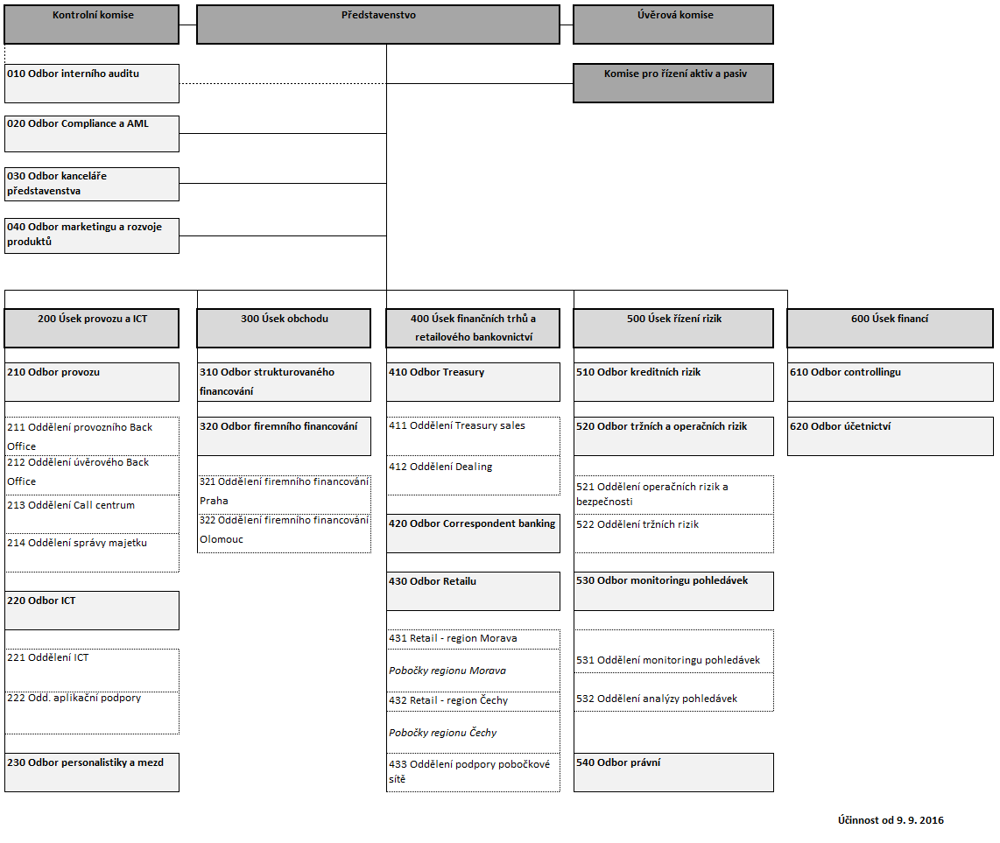 Kontrolní komise
Představenstvo
Úvěrová komise
010 Odbor interního auditu
Komise pro řízení aktiv a pasiv
020 Odbor Compliance a AML
030 Odbor kanceláře
představenstva
040 Odbor marketingu a rozvoje
produktů
200 Úsek provozu a ICT
210 Odbor provozu
211 Oddělení provozního Back
Office
212 Oddělení úvěrového Back
Office
213 Oddělení Call centrum
214 Oddělení správy majetku
220 Odbor ICT
221 Oddělení ICT
222 Odd. aplikační podpory
230 Odbor personalistiky a mezd
300 Úsek obchodu
310 Odbor strukturovaného
financování
320 Odbor firemního financování
321 Oddělení firemního financování
Praha
322 Oddělení firemního financování
Olomouc
400 Úsek finančních trhů a
retailového bankovnictví
410 Odbor Treasury
411 Oddělení Treasury sales
412 Oddělení Dealing
420 Odbor Correspondent banking
430 Odbor Retailu
431 Retail - region Morava
Pobočky regionu Morava
432 Retail - region Čechy
Pobočky regionu Čechy
433 Oddělení podpory pobočkové
sítě
500 Úsek řízení rizik
510 Odbor kreditních rizik
520 Odbor tržních a operačních rizik
521 Oddělení operačních rizik a
bezpečnosti
522 Oddělení tržních rizik
530 Odbor monitoringu pohledávek
531 Oddělení monitoringu pohledávek
532 Oddělení analýzy pohledávek
540 Odbor právní
600 Úsek financí
610 Odbor controllingu
620 Odbor účetnictví
Účinnost od 9. 9. 2016